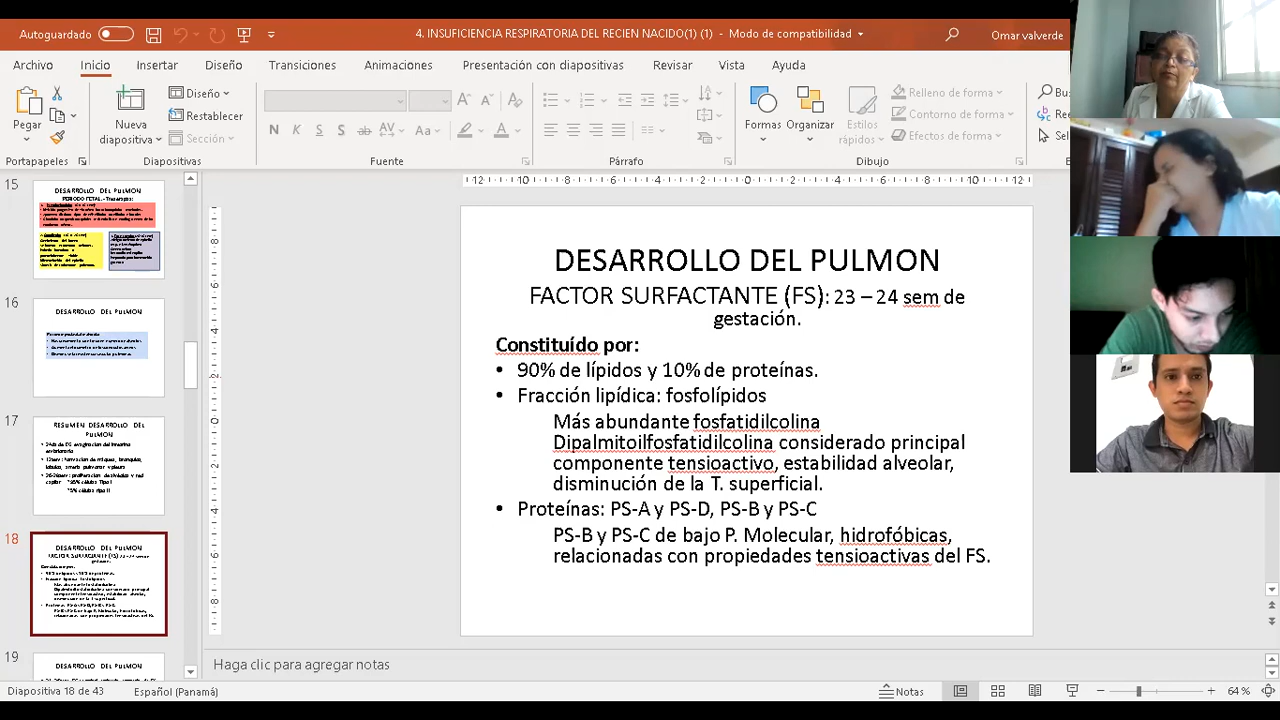 Autoguardado
4. INSUFICIENCIA RESPIRATORIA DEL RECIEN NACIDO(1) (1) - Modo de compatibilidad
Omar valverde
Archivo Inicio Insertar Diseño Transiciones Animaciones Presentación con diapositivas Revisar Vista Ayuda
Pegar
Nueva diapositiva
Diseño
Restablecer
Sección
N K S S ab AV Aa
Formas
Organizar
Estilos rápidos
Relleno de forma
Contorno de forma
Efectos de forma
Portapapeles Diapositivas Fuente Párrafo Dibujo
15
DESARROLLO DEL PULMON
16
DESARROLLO DEL PULMON
17
RESUMEN DESARROLLO DEL PULMON
18
DESARROLLO DEL PULMON
19
DESARROLLO DEL PULMON
DESARROLLO DEL PULMON
FACTOR SURFACTANTE (FS): 23 – 24 sem de
gestación.
Constituído por:
• 90% de lípidos y 10% de proteínas.
• Fracción lipídica: fosfolípidos
Más abundante fosfatidilcolina
Dipalmitoilfosfatidilcolina considerado principal
componente tensioactivo, estabilidad alveolar,
disminución de la T. superficial.
• Proteínas: PS-A y PS-D, PS-B y PS-C
PS-B y PS-C de bajo P. Molecular, hidrofóbicas,
relacionadas con propiedades tensioactivas del FS.
Haga clic para agregar notas
Diapositiva 18 de 43 Español (Panamá) Notas 64 %